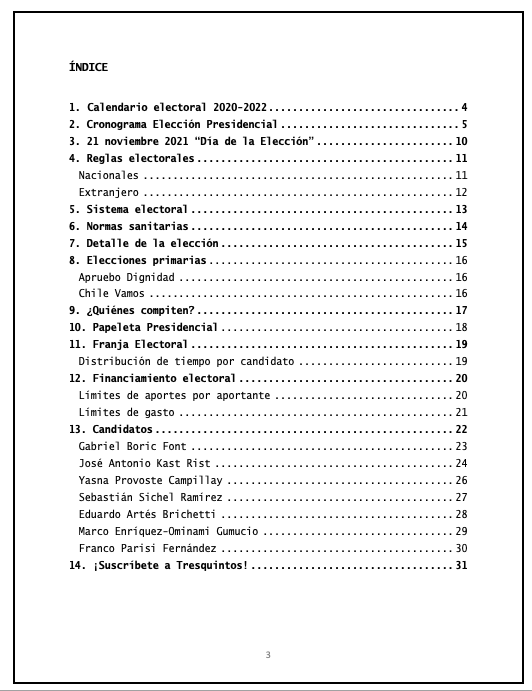 ÍNDICE
1. Calendario electoral 2020-2022 4
2. Cronograma Elección Presidencial 5
3. 21 noviembre 2021 “Día de la Elección” 10
4. Reglas electorales 11
Nacionales 11
Extranjero 12
5. Sistema electoral 13
6. Normas sanitarias 14
7. Detalle de la elección 15
8. Elecciones primarias 16
Apruebo Dignidad 16
Chile Vamos 16
9. ¿Quiénes compiten? 17
10. Papeleta Presidencial 18
11. Franja Electoral 19
Distribución de tiempo por candidato 19
12. Financiamiento electoral 20
Límites de aportes por aportante 20
Límites de gasto 21
13. Candidatos 22
Gabriel Boric Font 23
José Antonio Kast Rist 24
Yasna Provoste Campillay 26
Sebastián Sichel Ramírez 27
Eduardo Artés Brichetti 28
Marco Enríquez-Ominami Gumucio 29
Franco Parisi Fernández 30
14. ¡Suscríbete a Tresquintos! 31
3